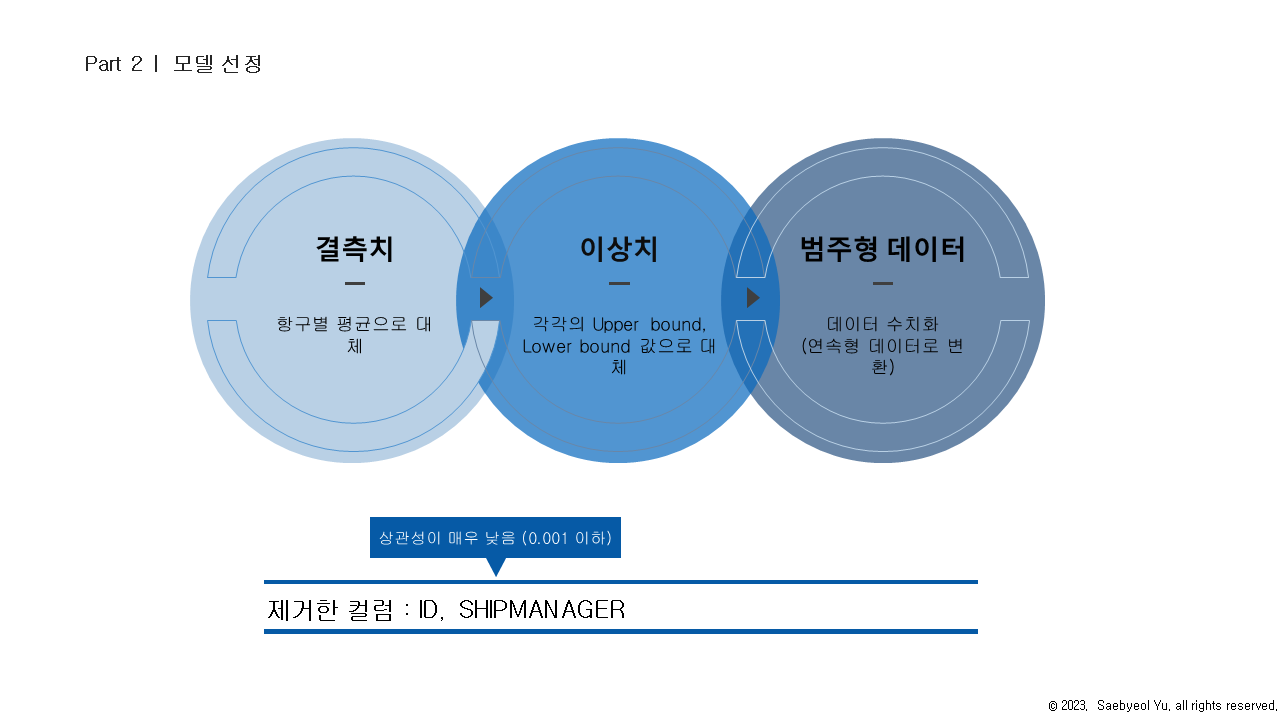 Part 2ㅣ 모델 선정
결측치
항구별 평균으로 대
체
이상치
각각의 Upper bound,
Lower bound 값으로 대
체
범주형 데이터
데이터 수치화
(연속형 데이터로 변
환)
상관성이 매우 낮음 (0.001 이하)
제거한 컬럼 : ID, SHIPMANAGER
© 2023. Saebyeol Yu. all rights reserved.